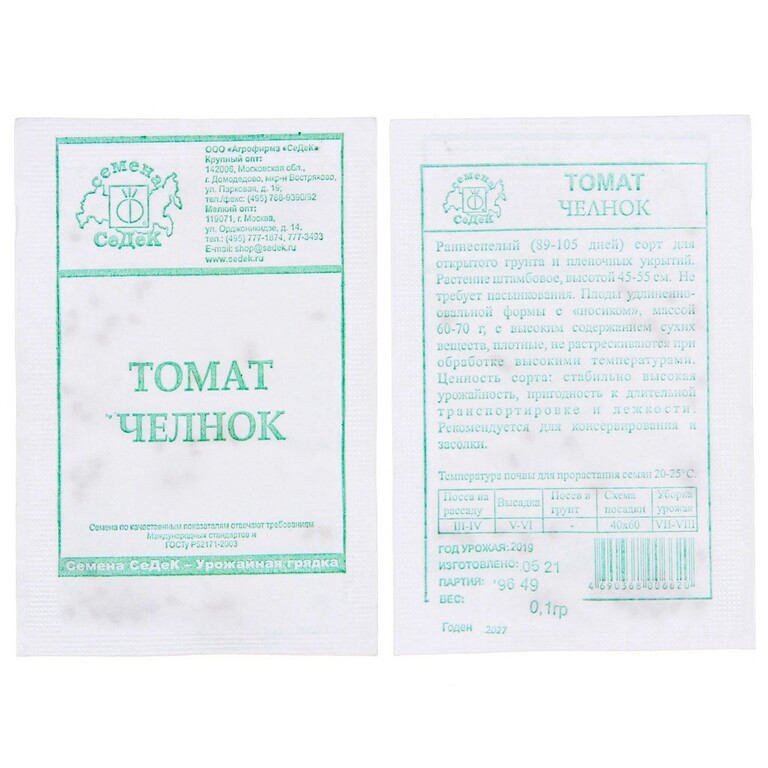 семена
СеДеК
ООО «Агрофирма «СеДеК»
Крупный опт:
142006, Московская обл.,
г. Домодедово, мкр-н Востряково,
ул. Парковая, д. 19;
тел./факс: (495) 788-9390/92
Мелкий опт:
119071, г. Москва,
ул. Орджоникидзе, д. 14.
тел.: (495) 777-1874, 777-3493
E-mail: shop@sedek.ru
www.sedek.ru
ТОМАТ
ЧЕЛНОК
Семена по качественным показателям отвечают требованиям
Международных стандартов и
ГОСТу Р52171-2003
Семена СеДеК – Урожайная грядка
семена
СеДеК
ТОМАТ
ЧЕЛНОК
Раннеспелый (89-105 дней) сорт для
открытого грунта и пленочных укрытий.
Растение штамбовое, высотой 45-55 см. Не
требует пасынкования. Плоды удлиненно-
овальной формы с «носиком», массой
60-70 г, с высоким содержанием сухих
веществ, плотные, не растрескиваются при
обработке высокими температурами.
Ценность сорта: стабильно высокая
урожайность, пригодность к длительной
транспортировке и лежкости.
Рекомендуется для консервирования и
засолки.
Температура почвы для прорастания семян 20-25°С.
Посев на рассаду Высадка Посев в грунт Схема посадки Уборка урожая
III-IV V-VI - 40x60 VII-VIII
ГОД УРОЖАЯ: 2019
ИЗГОТОВЛЕНО: 05 21
ПАРТИЯ: 96 49
ВЕС: 0,1гр
4690368006620
Годен 2027